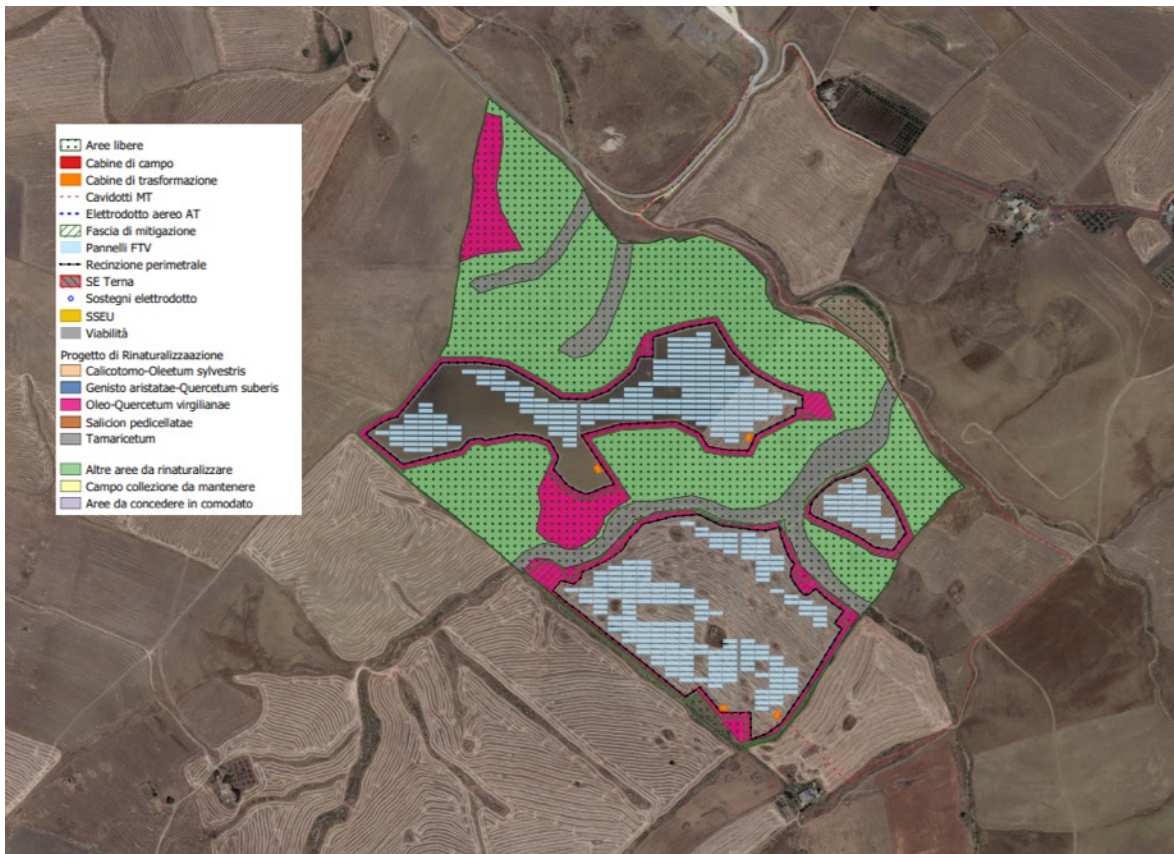 Aree libere
Cabine di campo
Cabine di trasformazione
Cavidotti MT
Elettrodotto aereo AT
Fascia di mitigazione
Pannelli FTV
Recinzione perimetrale
SE Terna
Sostegni elettrodotto
SSEU
Viabilità
Progetto di Rinaturalizzaazione
Calicotomo-Oleetum sylvestris
Genisto aristatae-Quercetum suberis
Oleo-Quercetum virgilianae
Salicion pedicellatae
Tamaricetum
Altre aree da rinaturalizzare
Campo collezione da mantenere
Aree da concedere in comodato